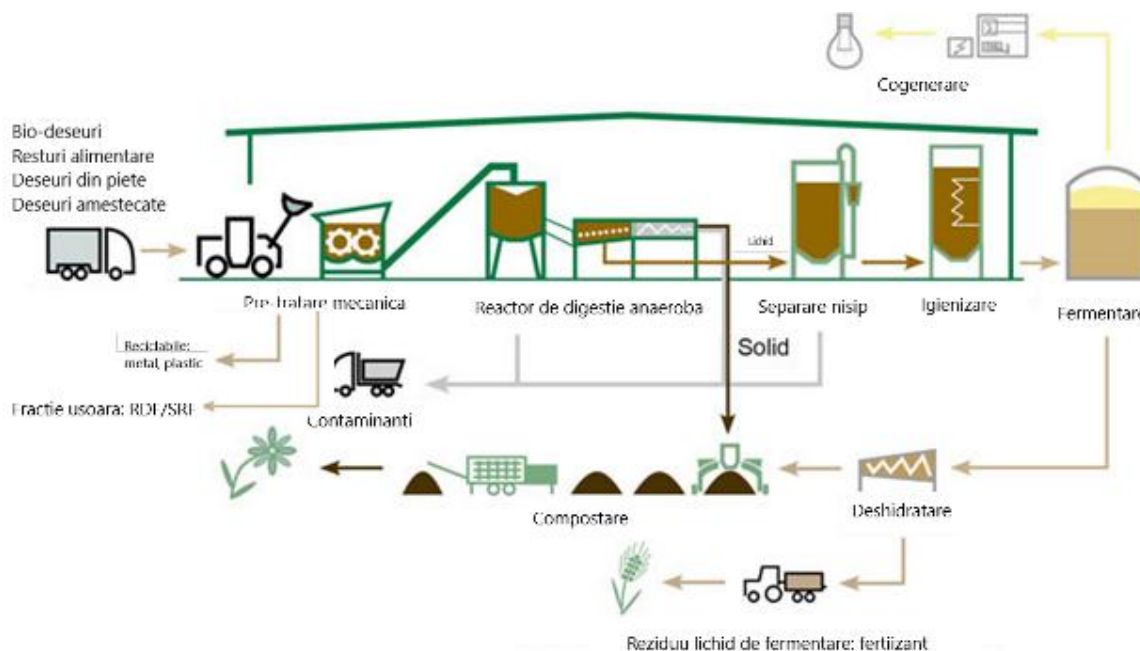 Cogenerare
Bio-deseuri
Resturi alimentare
Deseuri din piete
Deseuri amestecate
Lichid
Pre-tratare mecanica
Reactor de digestie anaeroba
Separare nisip
Igienizare
Fermentare
Reciclabile:
metal, plastic
Solid
Fractie usoara: RDF/SRF
Contaminanti
Compostare
Deshidratare
Reziduu lichid de fermentare: fertiizant